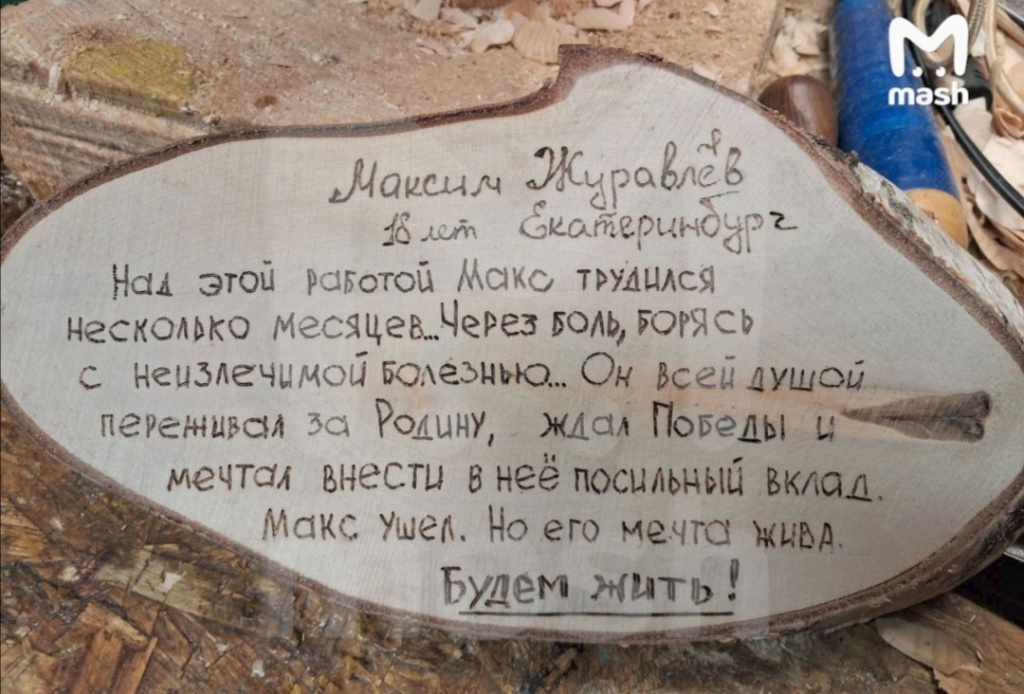 mash
Максим Журавлёв
18 лет Екатеринбург
Над этой работой Макс трудился
несколько месяцев... Через боль, борясь
с неизлечимой болезнью... Он всей душой
переживал за Родину, ждал Победы и
мечтал внести в неё посильный вклад.
Макс ушел. Но его мечта жива.
Будем жить!